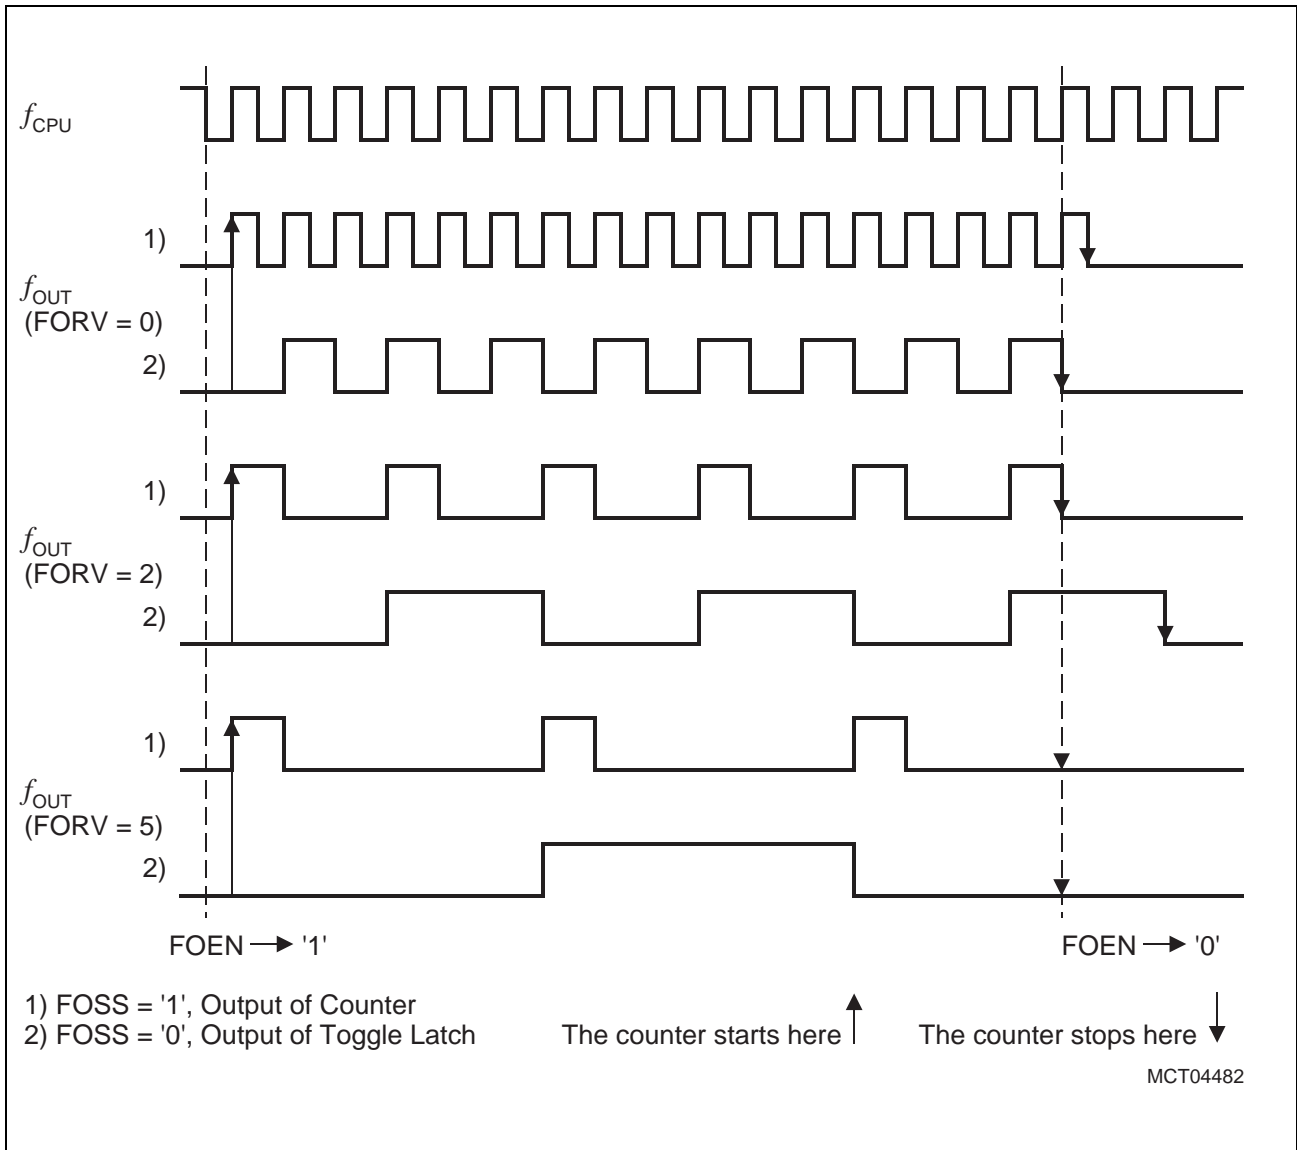 fCPU
1)
fOUT
(FORV = 0)
2)
1)
fOUT
(FORV = 2)
2)
1)
fOUT
(FORV = 5)
2)
FOEN → '1'
FOEN → '0'
1) FOSS = '1', Output of Counter
2) FOSS = '0', Output of Toggle Latch
The counter starts here
The counter stops here
MCT04482